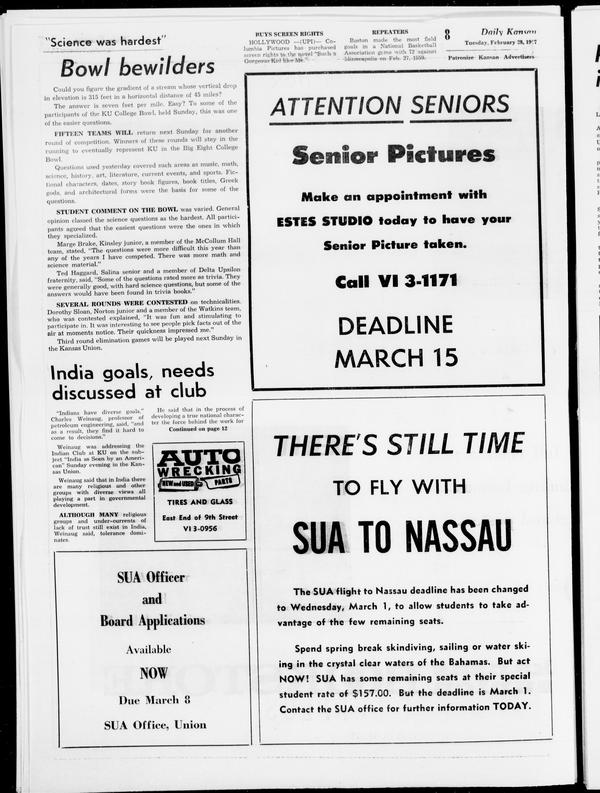 BUYS SCREEN RIGHTS
HOLLYWOOD —(UPI)— Co-
lumbia Pictures has purchased
screen rights to the novel "Such a
Gorgeous Kid like Me."
REPEATERS
Boston made the most field
goals in a National Basketball
Association game with 72 against
Minneapolis on Feb. 27, 1959.
8
Daily Kansan
Tuesday, February 28, 1967
Patronize Kansan Advertisers
"Science was hardest"
Bowl bewilders
Could you figure the gradient of a stream whose vertical drop
in elevation is 315 feet in a horizontal distance of 45 miles?
The answer is seven feet per mile. Easy? To some of the
participants of the KU College Bowl, held Sunday, this was one
of the easier questions.
FIFTEEN TEAMS WILL return next Sunday for another
round of competition. Winners of these rounds will stay in the
running to eventually represent KU in the Big Eight College
Bowl.
Questions used yesterday covered such areas as music, math,
science, history, art, literature, current events, and sports. Fic-
tional characters, dates, story book figures, book titles, Greek
gods, and architectural forms were the basis for some of the
questions.
STUDENT COMMENT ON THE BOWL was varied. General
opinion claused the science questions as the hardest. All partici-
pants agreed that the easiest questions were the ones in which
they specialized.
Marge Brake, Kinsley junior, a member of the McCollum Hall
team, stated, "The questions were more difficult this year than
any of the years I have competed. There was more math and
science material."
Ted Haggard, Salina senior and a member of Delta Upsilon
fraternity, said, "Some of the questions rated more as trivia. They
were generally good, with hard science questions, but some of the
answers would have been found in trivia books."
SEVERAL ROUNDS WERE CONTESTED on technicalities.
Dorothy Sloan, Norton junior and a member of the Watkins team,
who was contested explained, "It was fun and stimulating to
participate in. It was interesting to see people pick facts out of the
air at moments notice. Their quickness impressed me."
Third round elimination games will be played next Sunday in
the Kansas Union.
India goals, needs
discussed at club
"Indians have diverse goals,"
Charles Weinaug, professor of
petroleum engineering, said, "and
as a result, they find it hard to
come to decisions."
Weinaug was addressing the
Indian Club at KU on the sub-
ject "India as Seen by an Ameri-
can" Sunday evening in the Kan-
sas Union.
Weinaug said that in India there
are many religious and other
groups with diverse views all
playing a part in governmental
development.
ALTHOUGH MANY religious
groups and under-currents of
lack of trust still exist in India,
Weinaug said, tolerance domi-
nates.
He said that in the process of
developing a true national charac-
ter the force behind the work for
Continued on page 12
AUTO
WRECKING
NEW and USED PARTS
TIRES AND GLASS
East End of 9th Street
VI 3-0956
SUA Officer
and
Board Applications
Available
NOW
Due March 8
SUA Office, Union
ATTENTION SENIORS
Senior Pictures
Make an appointment with
ESTES STUDIO today to have your
Senior Picture taken.
Call VI 3-1171
DEADLINE
MARCH 15
THERE'S STILL TIME
TO FLY WITH
SUA TO NASSAU
The SUA flight to Nassau deadline has been changed
to Wednesday, March 1, to allow students to take ad-
vantage of the few remaining seats.
Spend spring break skindiving, sailing or water ski-
ing in the crystal clear waters of the Bahamas. But act
NOW! SUA has some remaining seats at their special
student rate of $157.00. But the deadline is March 1.
Contact the SUA office for further information TODAY.